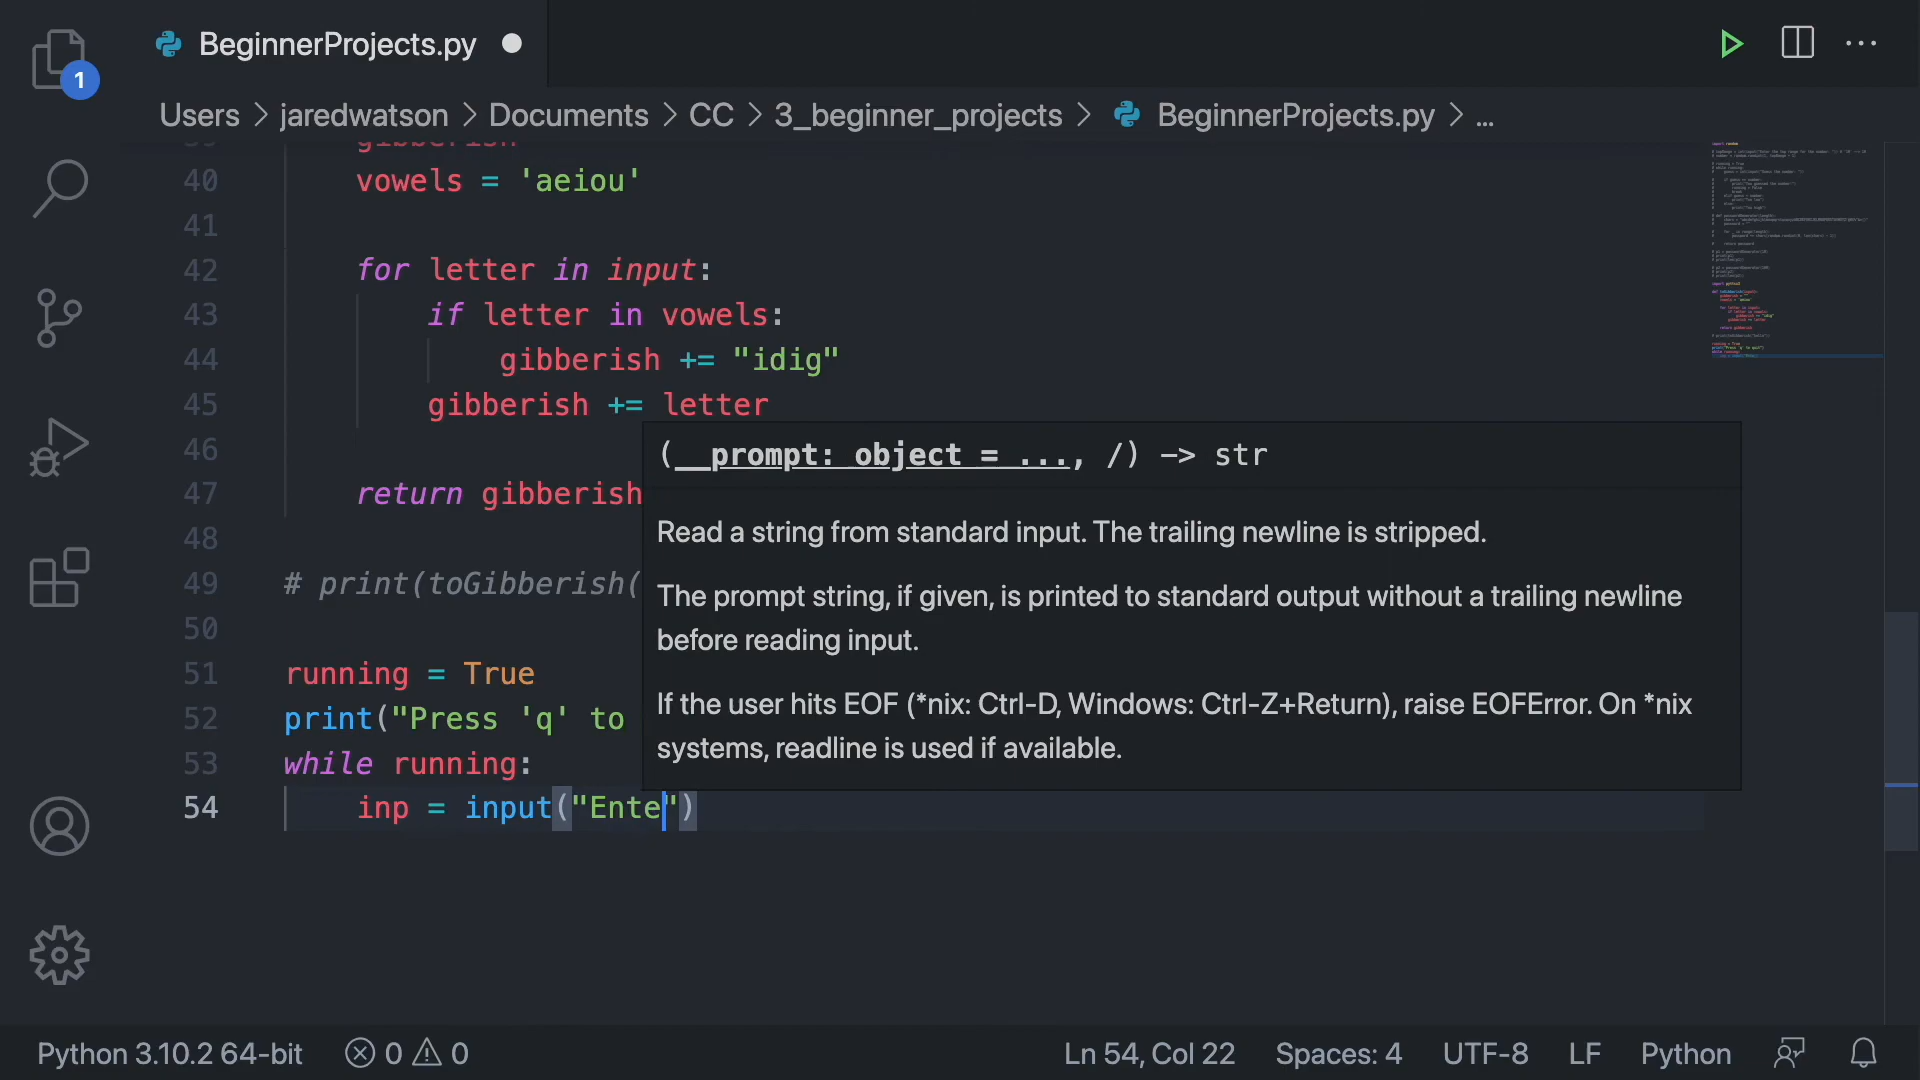 BeginnerProjects.py
1
Users > jaredwatson > Documents > CC > 3_beginner_projects > BeginnerProjects.py > ...
40 vowels = 'aeiou'
41
42 for letter in input:
43 if letter in vowels:
44 gibberish += "idig"
45 gibberish += letter
46
47 return gibberish
48
49 # print(toGibberish(
50
51 running = True
52 print("Press 'q' to
53 while running:
54 inp = input("Ente")
(__prompt: object = ..., /) -> str
Read a string from standard input. The trailing newline is stripped.
The prompt string, if given, is printed to standard output without a trailing newline
before reading input.
If the user hits EOF (*nix: Ctrl-D, Windows: Ctrl-Z+Return), raise EOFError. On *nix
systems, readline is used if available.
Python 3.10.2 64-bit 0 0 Ln 54, Col 22 Spaces: 4 UTF-8 LF Python